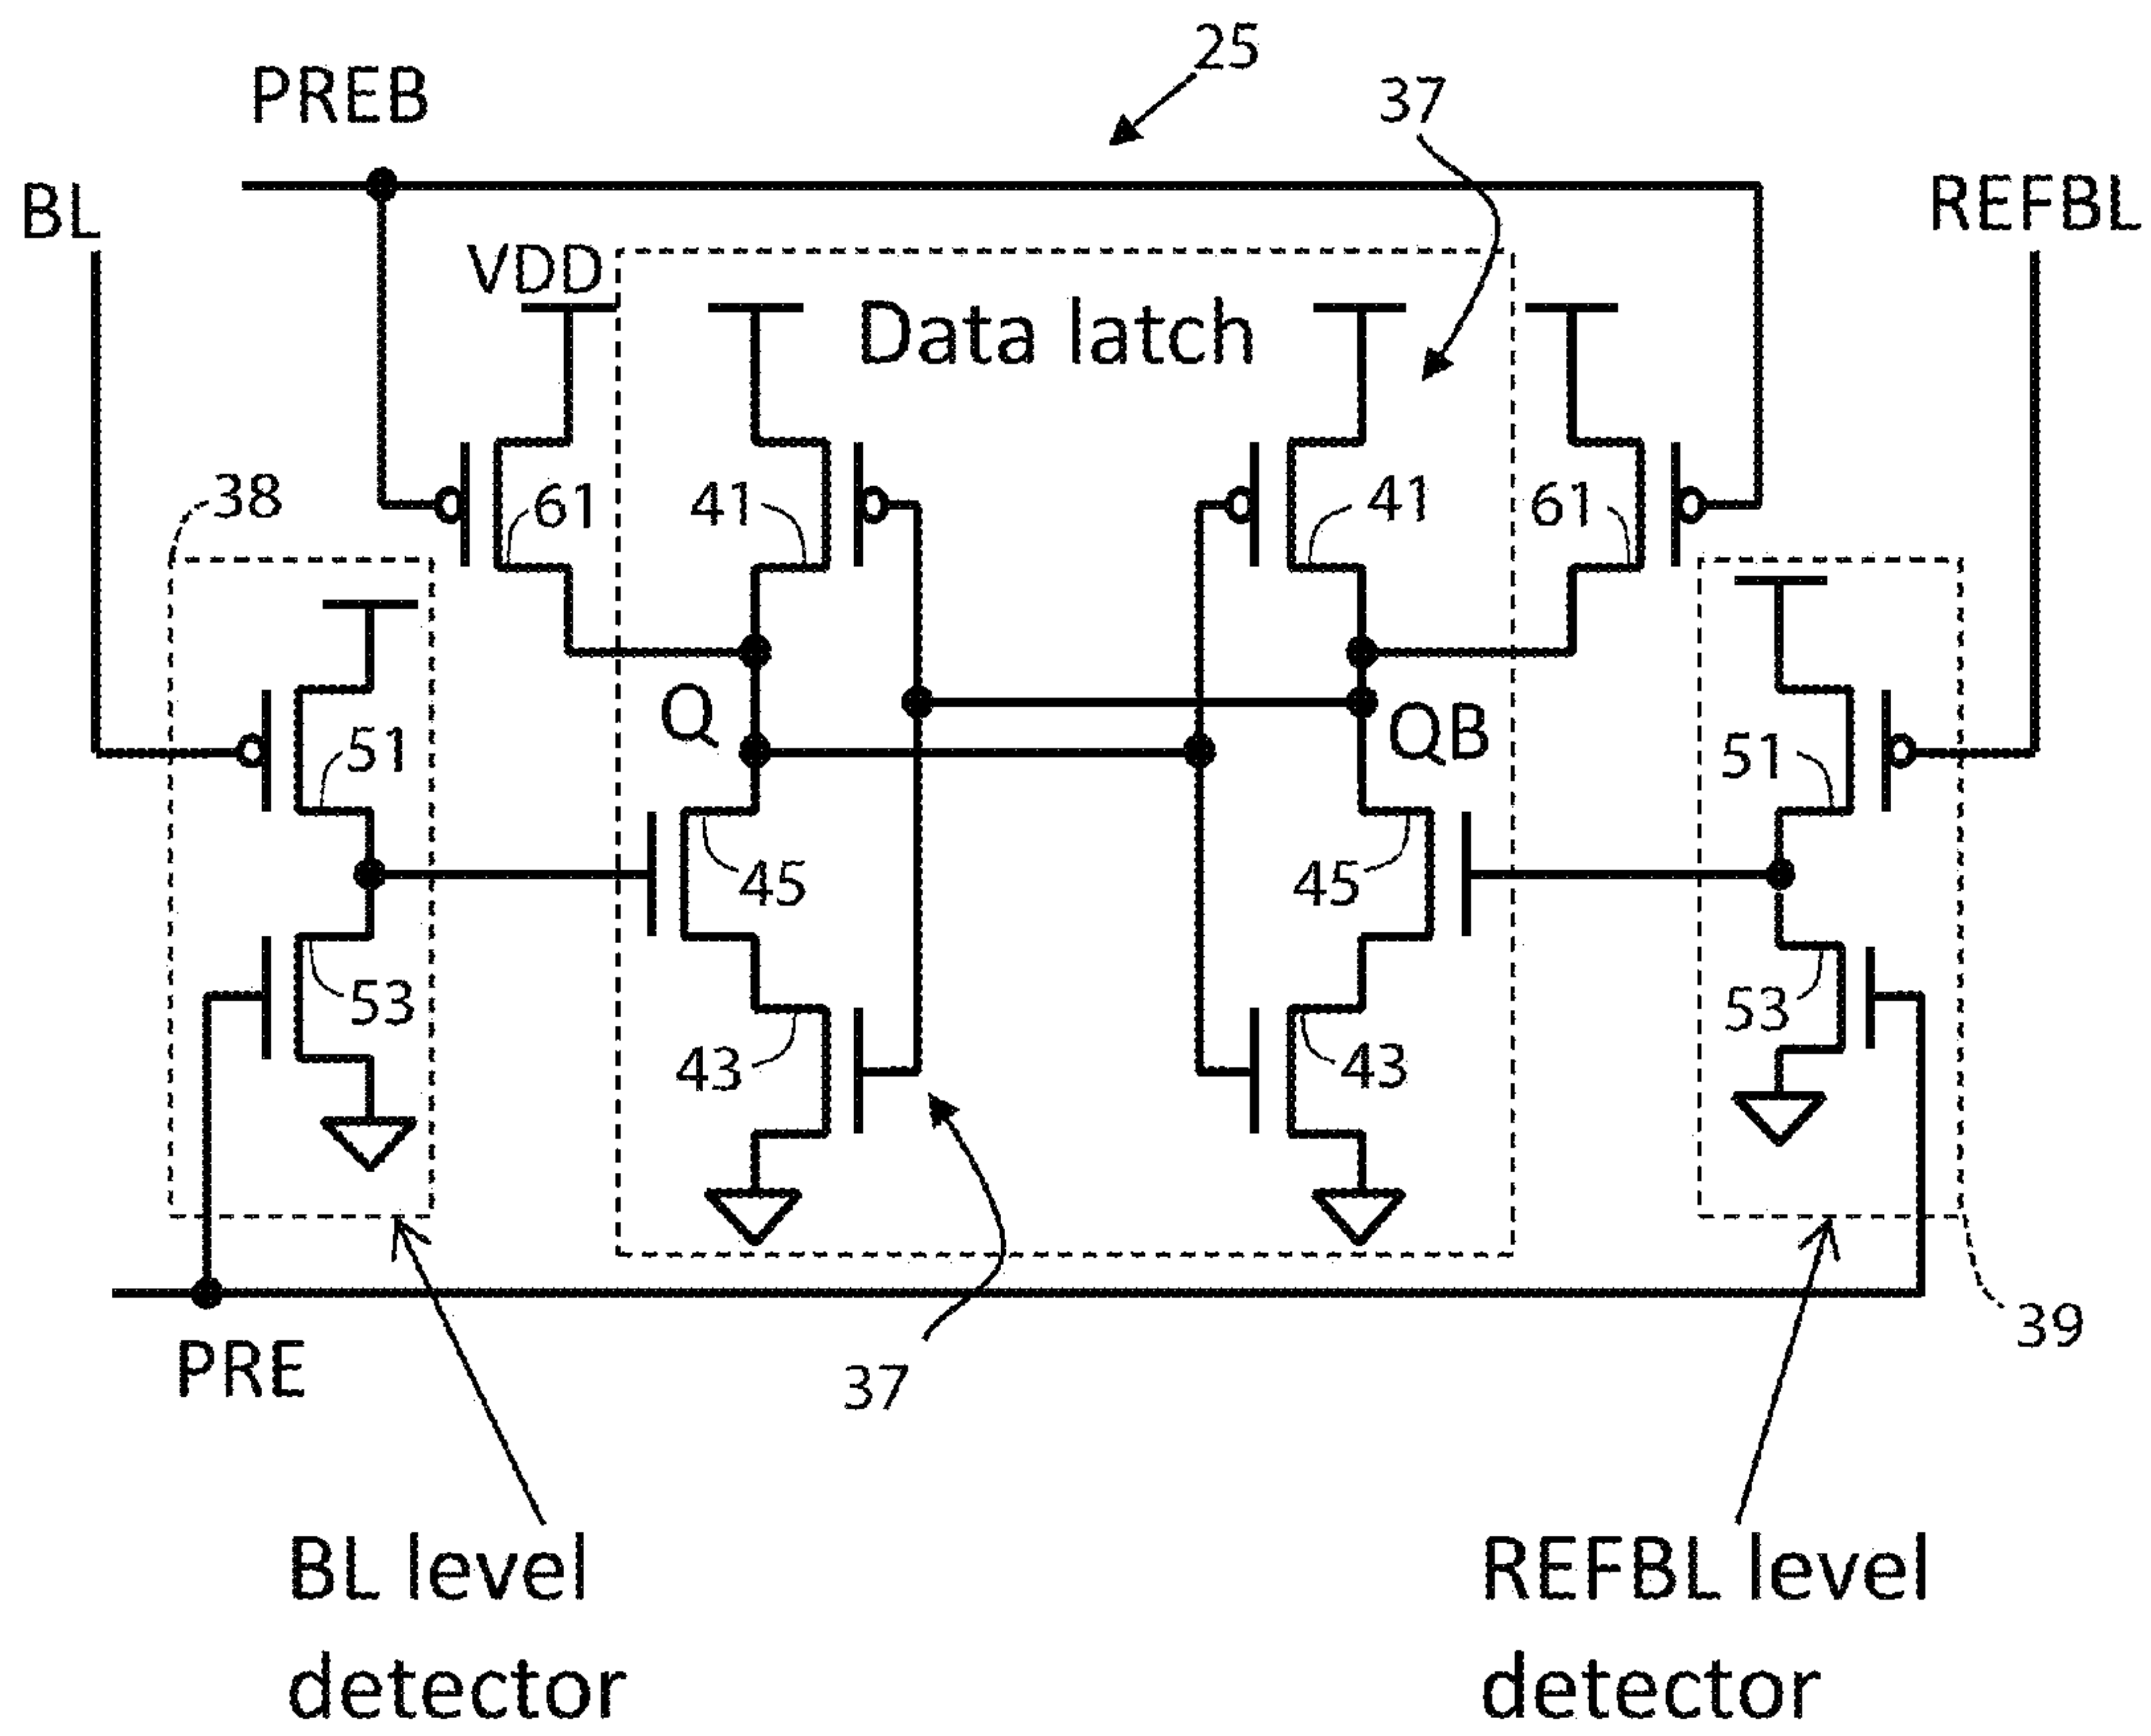 25
PREB
37
BL
REFBL
VDD
Data latch
38
61
41
41
61
Q
QB
51
51
45
45
53
53
43
43
39
PRE
37
BL level
detector
REFBL level
detector